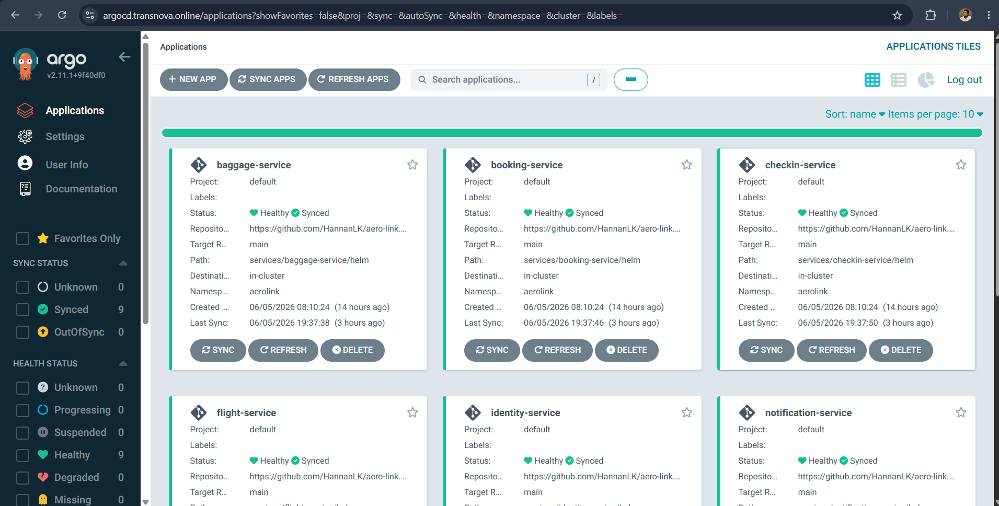 argocd.transnova.online/applications?showFavorites=false&proj=&sync=&autoSync=&health=&namespace=&cluster=&labels=
argo
v2.11.1+9f40df0
Applications
Settings
User Info
Documentation
Favorites Only
SYNC STATUS
Unknown 0
Synced 9
OutOfSync 0
HEALTH STATUS
Unknown 0
Progressing 0
Suspended 0
Healthy 9
Degraded 0
Missing 0
Applications
APPLICATIONS TILES
+ NEW APP SYNC APPS REFRESH APPS Search applications... / Log out
Sort: name Items per page: 10
baggage-service
Project: default
Labels:
Status: Healthy Synced
Reposito... https://github.com/HannanLK/aero-link....
Target R... main
Path: services/baggage-service/helm
Destinati... in-cluster
Namesp... aerolink
Created ... 06/05/2026 08:10:24 (14 hours ago)
Last Sync: 06/05/2026 19:37:38 (3 hours ago)
SYNC REFRESH DELETE
booking-service
Project: default
Labels:
Status: Healthy Synced
Reposito... https://github.com/HannanLK/aero-link....
Target R... main
Path: services/booking-service/helm
Destinati... in-cluster
Namesp... aerolink
Created ... 06/05/2026 08:10:24 (14 hours ago)
Last Sync: 06/05/2026 19:37:46 (3 hours ago)
SYNC REFRESH DELETE
checkin-service
Project: default
Labels:
Status: Healthy Synced
Reposito... https://github.com/HannanLK/aero-link....
Target R... main
Path: services/checkin-service/helm
Destinati... in-cluster
Namesp... aerolink
Created ... 06/05/2026 08:10:24 (14 hours ago)
Last Sync: 06/05/2026 19:37:50 (3 hours ago)
SYNC REFRESH DELETE
flight-service
Project: default
Labels:
Status: Healthy Synced
Reposito... https://github.com/HannanLK/aero-link....
Target R... main
identity-service
Project: default
Labels:
Status: Healthy Synced
Reposito... https://github.com/HannanLK/aero-link....
Target R... main
notification-service
Project: default
Labels:
Status: Healthy Synced
Reposito... https://github.com/HannanLK/aero-link....
Target R... main